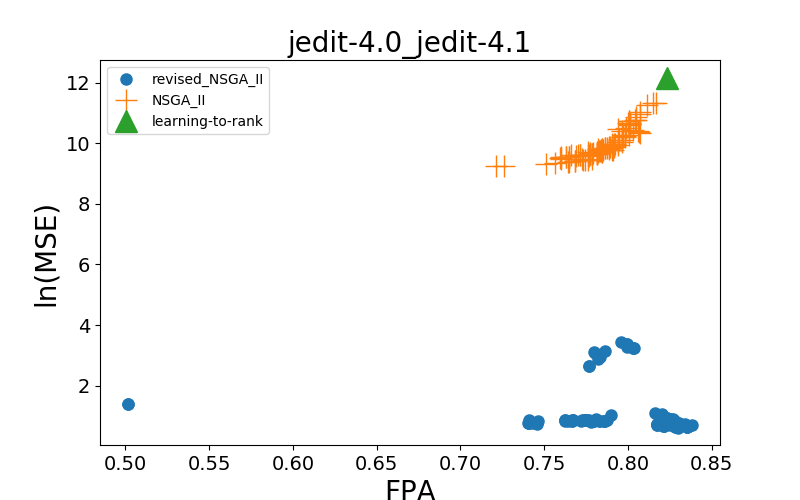 jedit-4.0_jedit-4.1
revised_NSGA_II
NSGA_II
learning-to-rank
ln(MSE)
12
10
8
6
4
2
0.50 0.55 0.60 0.65 0.70 0.75 0.80 0.85
FPA